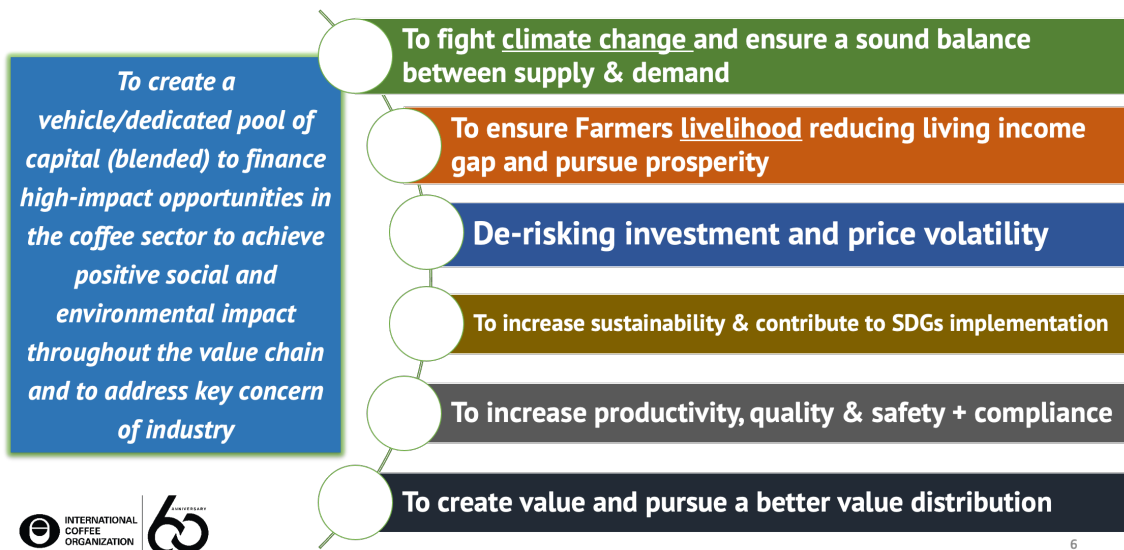 To create a
vehicle/dedicated pool of
capital (blended) to finance
high-impact opportunities in
the coffee sector to achieve
positive social and
environmental impact
throughout the value chain
and to address key concern
of industry
To fight climate change and ensure a sound balance
between supply & demand
To ensure Farmers livelihood reducing living income
gap and pursue prosperity
De-risking investment and price volatility
To increase sustainability & contribute to SDGs implementation
To increase productivity, quality & safety + compliance
To create value and pursue a better value distribution
INTERNATIONAL
COFFEE
ORGANIZATION
60
ANNIVERSARY
6